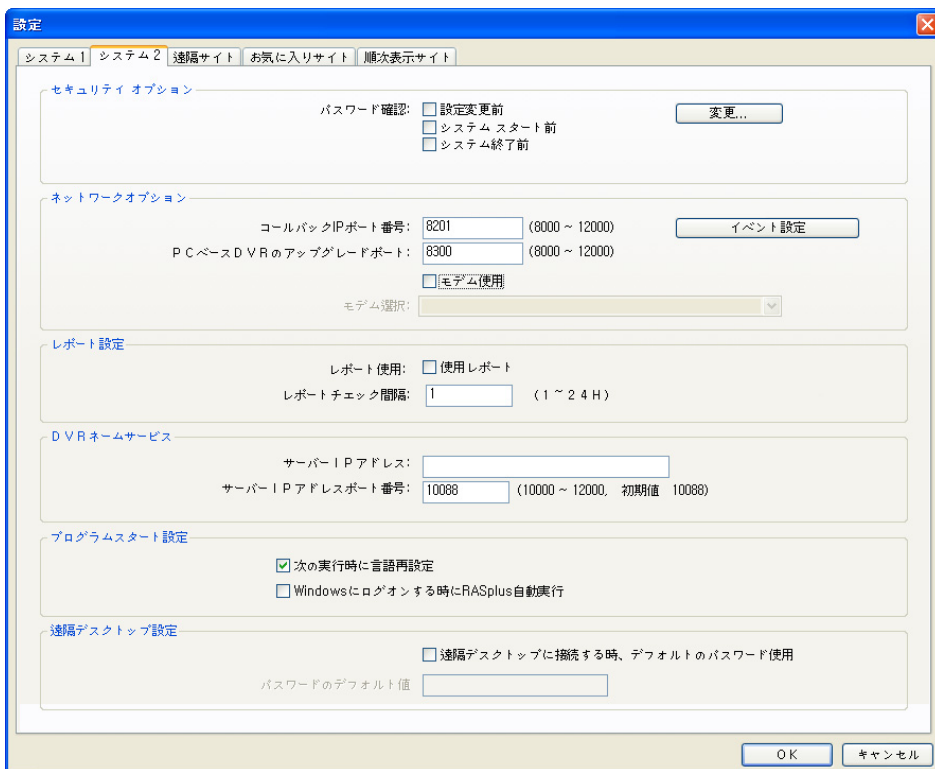 設定
システム1 システム2 遠隔サイト お気に入りサイト 順次表示サイト
セキュリティ オプション
パスワード確認: 設定変更前 変更...
システム スタート前
システム終了前
ネットワークオプション
コールバックIPポート番号: 8201 (8000 ~ 12000) イベント設定
PCベースDVRのアップグレードポート: 8300 (8000 ~ 12000)
モデム使用
モデム選択:
レポート設定
レポート使用: 使用レポート
レポートチェック間隔: 1 (1~24H)
DVRネームサービス
サーバーIPアドレス:
サーバーIPアドレスポート番号: 10088 (10000 ~ 12000, 初期値 10088)
プログラムスタート設定
次の実行時に言語再設定
Windowsにログオンする時にRASplus自動実行
遠隔デスクトップ設定
遠隔デスクトップに接続する時、デフォルトのパスワード使用
パスワードのデフォルト値
OK キャンセル